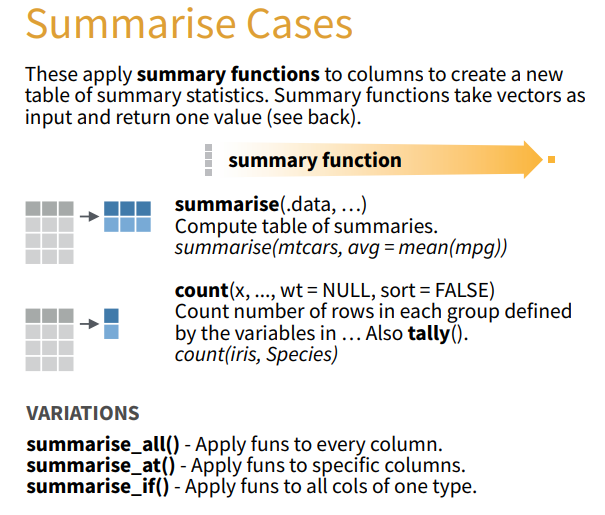 Summarise Cases
These apply summary functions to columns to create a new
table of summary statistics. Summary functions take vectors as
input and return one value (see back).
summary function
summarise(.data, …)
Compute table of summaries.
summarise(mtcars, avg = mean(mpg))
count(x, ..., wt = NULL, sort = FALSE)
Count number of rows in each group defined
by the variables in … Also tally().
count(iris, Species)
VARIATIONS
summarise_all() - Apply funs to every column.
summarise_at() - Apply funs to specific columns.
summarise_if() - Apply funs to all cols of one type.